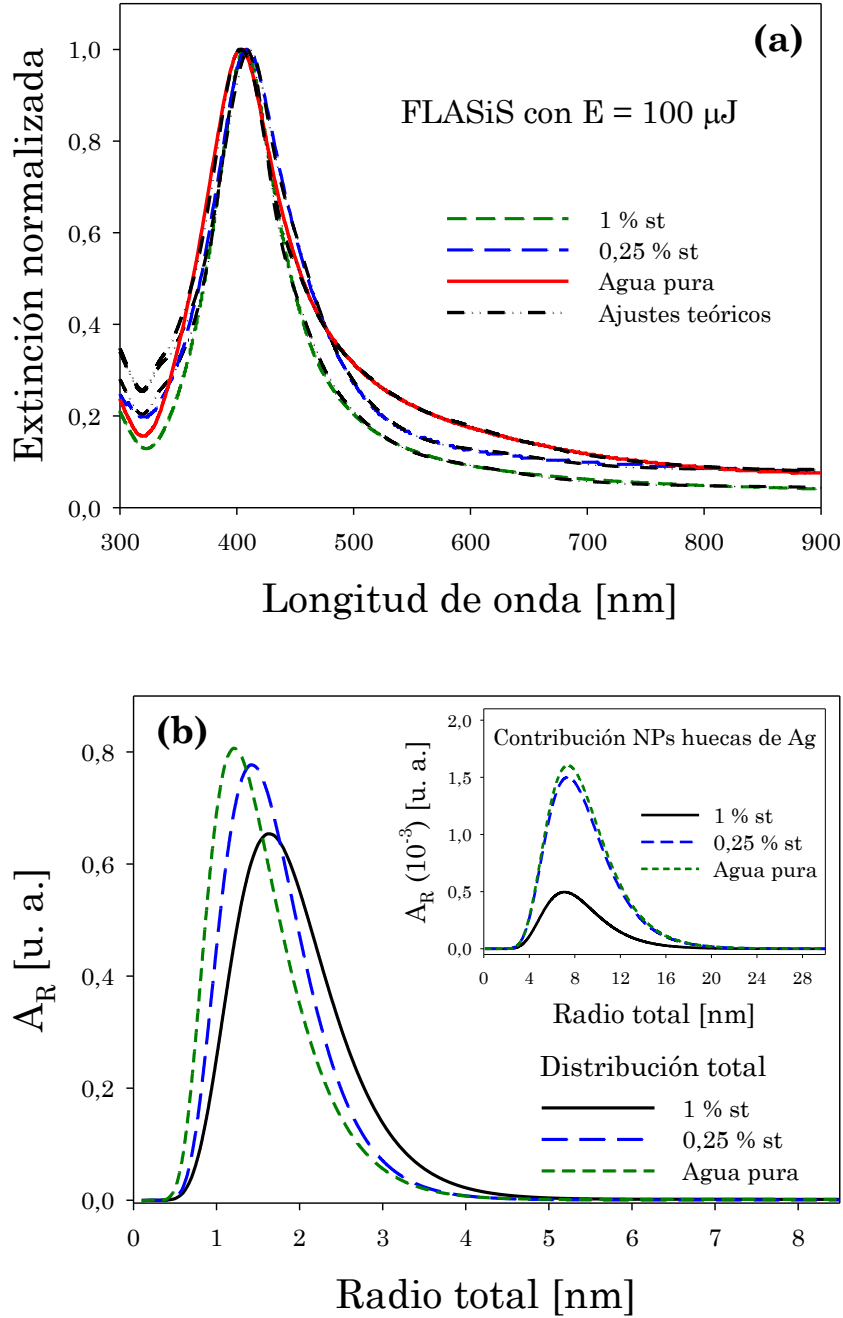 (a)
FLASiS con E = 100 µJ
1 % st
0,25 % st
Agua pura
Ajustes teóricos
Extinción normalizada
1,0
0,8
0,6
0,4
0,2
0,0
300 400 500 600 700 800 900
Longitud de onda [nm]
(b)
Contribución NPs huecas de Ag
1 % st
0,25 % st
Agua pura
A_R (10^-3) [u. a.]
2,0
1,5
1,0
0,5
0,0
0 4 8 12 16 20 24 28
Radio total [nm]
Distribución total
1 % st
0,25 % st
Agua pura
A_R [u. a.]
0,8
0,6
0,4
0,2
0,0
0 1 2 3 4 5 6 7 8
Radio total [nm]